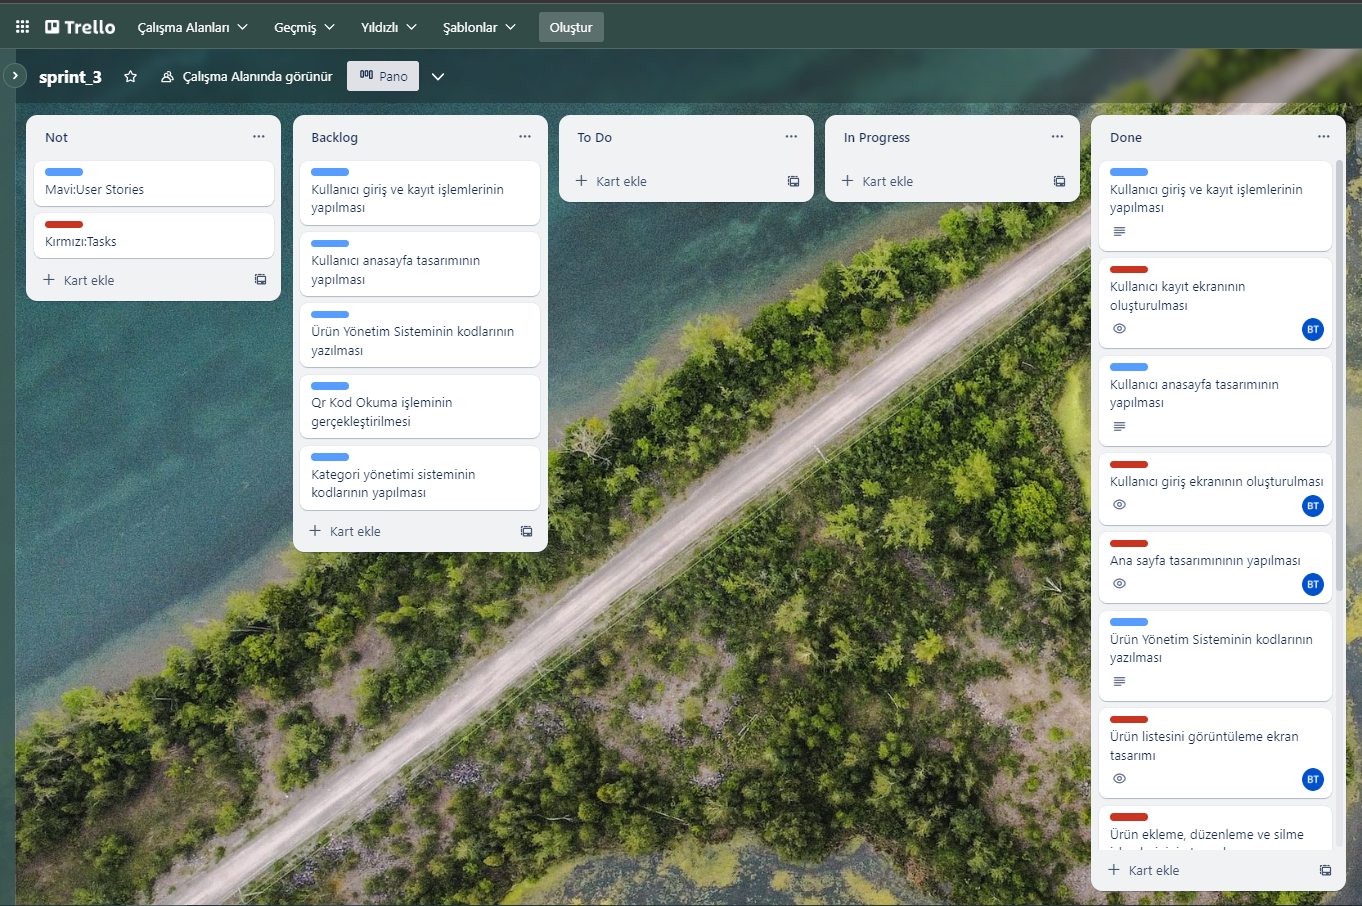 Trello
Çalışma Alanları
Geçmiş
Yıldızlı
Şablonlar
Oluştur
sprint_3
Çalışma Alanında görünür
Pano
Not
Mavi:User Stories
Kırmızı:Tasks
Kart ekle
Backlog
Kullanıcı giriş ve kayıt işlemlerinin
yapılması
Kullanıcı anasayfa tasarımının
yapılması
Ürün Yönetim Sisteminin kodlarının
yazılması
Qr Kod Okuma işleminin
gerçekleştirilmesi
Kategori yönetimi sisteminin
kodlarının yapılması
Kart ekle
To Do
Kart ekle
In Progress
Kart ekle
Done
Kullanıcı giriş ve kayıt işlemlerinin
yapılması
Kullanıcı kayıt ekranının
oluşturulması
BT
Kullanıcı anasayfa tasarımının
yapılması
Kullanıcı giriş ekranının oluşturulması
BT
Ana sayfa tasarımınının yapılması
BT
Ürün Yönetim Sisteminin kodlarının
yazılması
Ürün listesini görüntüleme ekran
tasarımı
BT
Ürün ekleme, düzenleme ve silme
Kart ekle